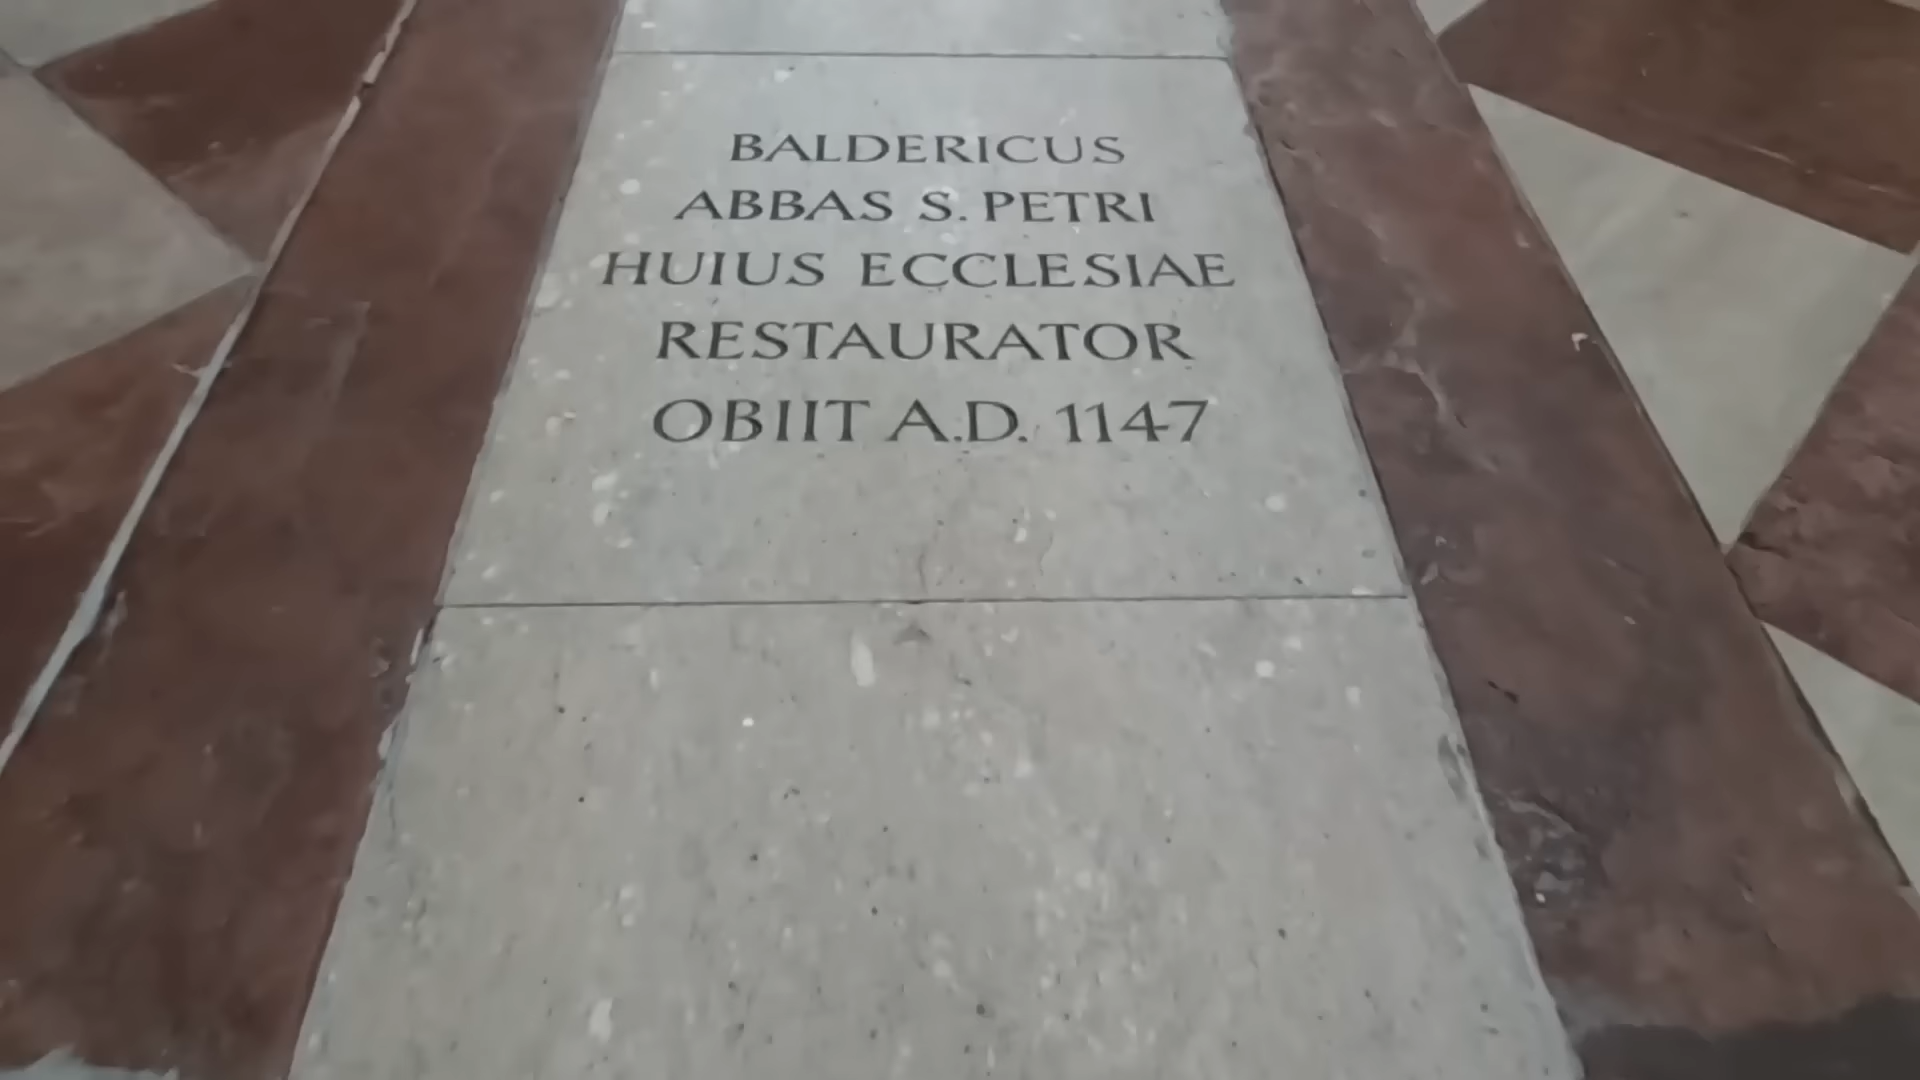 BALDERICUS
ABBAS S. PETRI
HUIUS ECCLESIAE
RESTAURATOR
OBIIT A.D. 1147